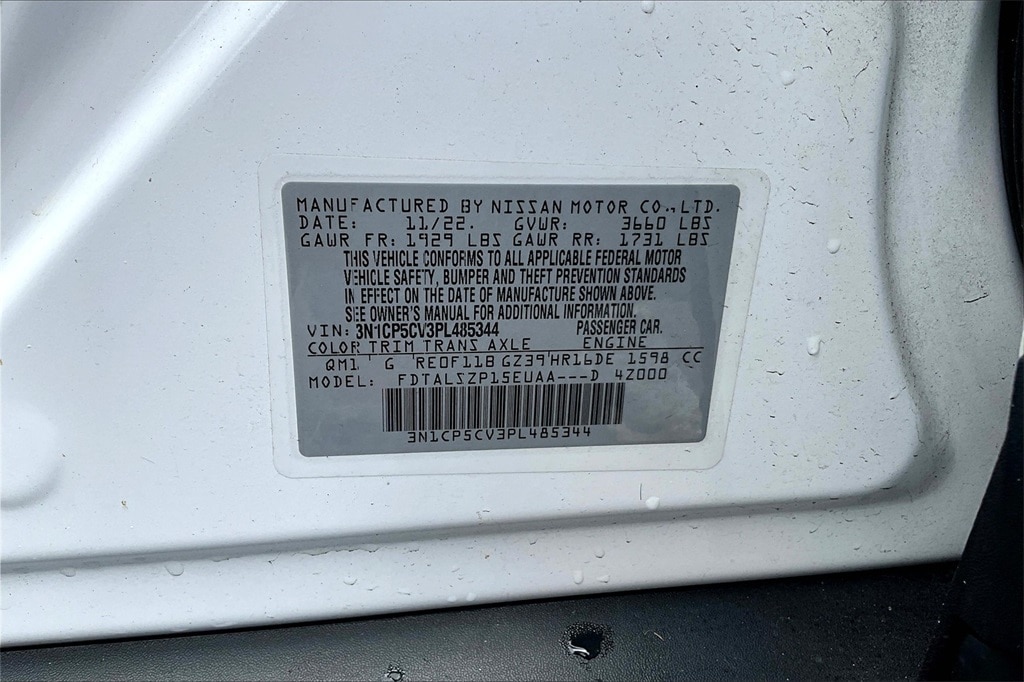 MANUFACTURED BY NISSAN MOTOR CO., LTD.
DATE: 11/22. GVWR: 3660 LBS
GAWR FR: 1929 LBS GAWR RR: 1731 LBS
THIS VEHICLE CONFORMS TO ALL APPLICABLE FEDERAL MOTOR
VEHICLE SAFETY, BUMPER AND THEFT PREVENTION STANDARDS
IN EFFECT ON THE DATE OF MANUFACTURE SHOWN ABOVE.
SEE OWNER'S MANUAL FOR ADDITIONAL INFORMATION.
VIN: 3N1CP5CV3PL485344 PASSENGER CAR.
COLOR TRIM TRANS AXLE ENGINE
QM1 G RE0F11B GZ39 HR16DE 1598 CC
MODEL: FDTALSZP15EUAA---D 4Z000
3N1CP5CV3PL485344